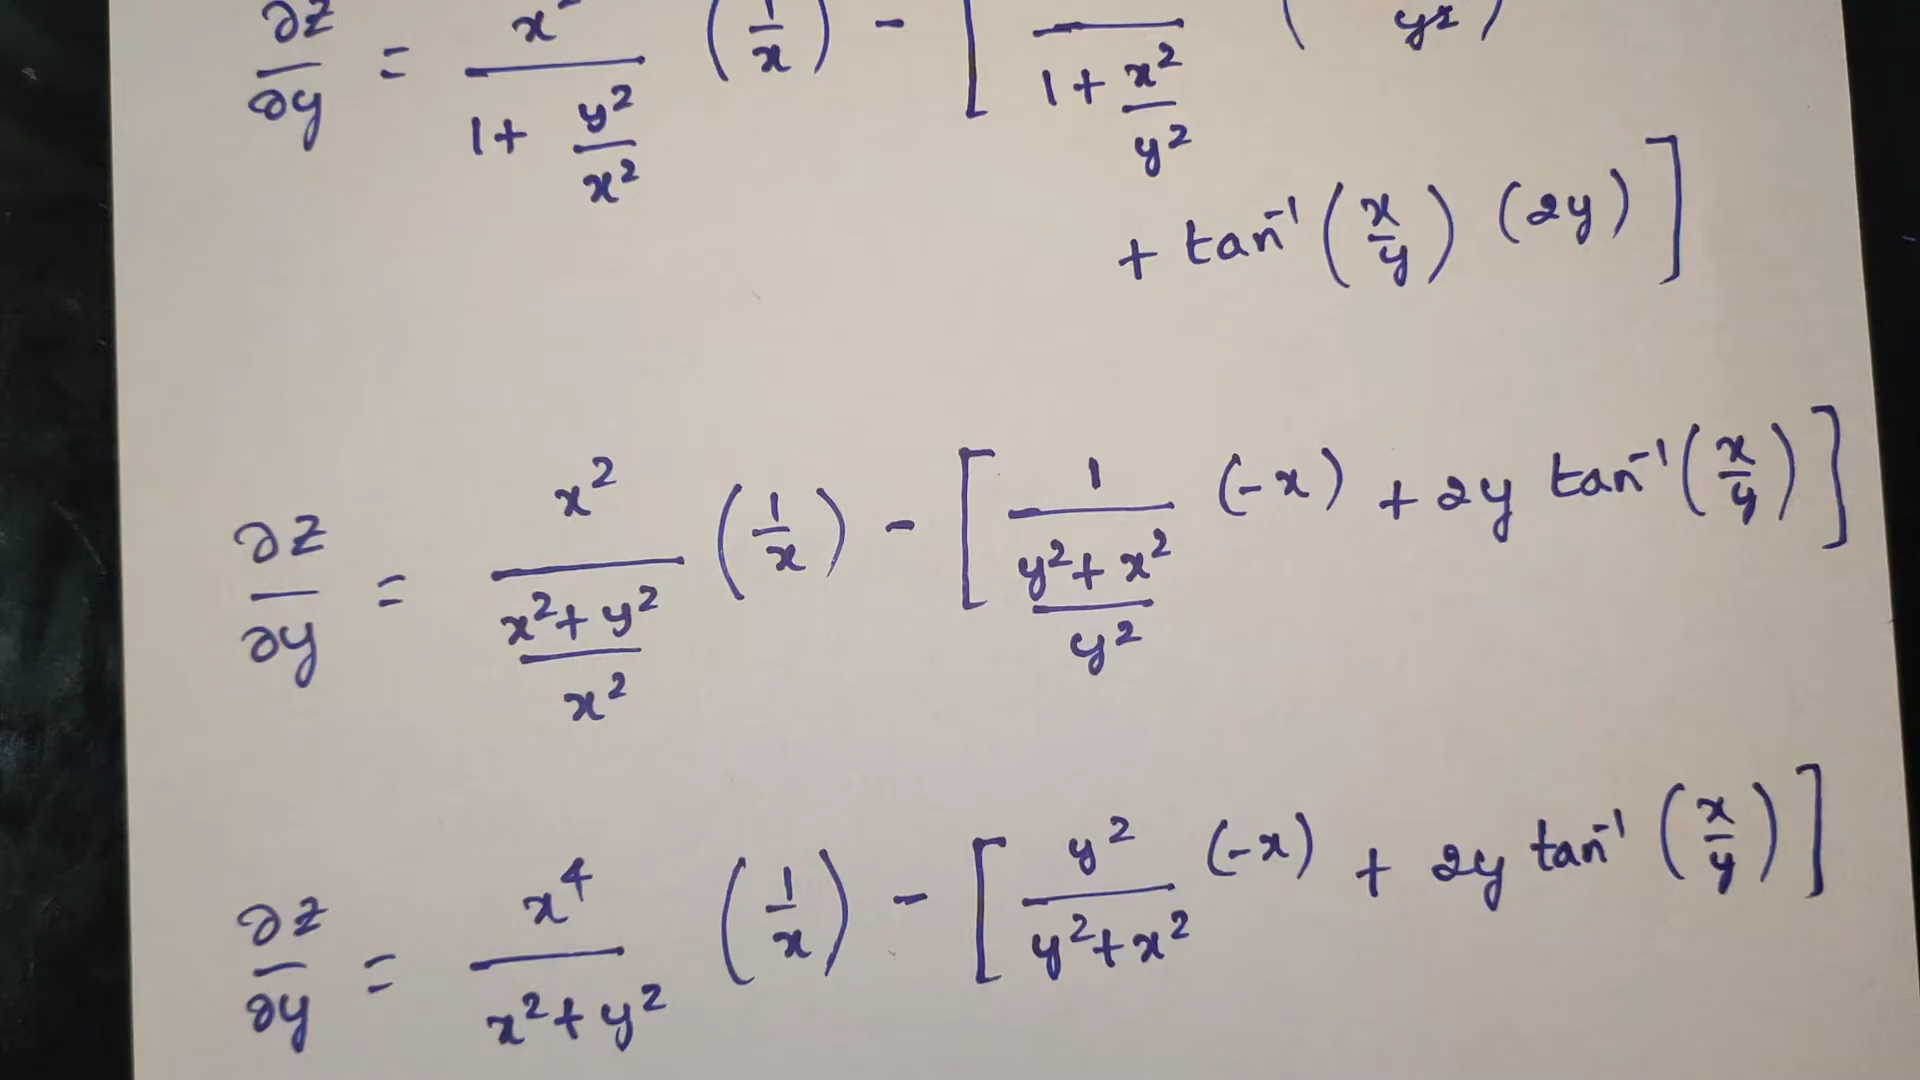 ∂z/∂y = x²/(1 + y²/x²) (1/x) - [ /(1 + x²/y²) ( y²)
+ tan⁻¹(x/y) (2y)]
∂z/∂y = x²/((x² + y²)/x²) (1/x) - [1/((y² + x²)/y²) (-x) + 2y tan⁻¹(x/y)]
∂z/∂y = x⁴/(x² + y²) (1/x) - [y²/(y² + x²) (-x) + 2y tan⁻¹(x/y)]